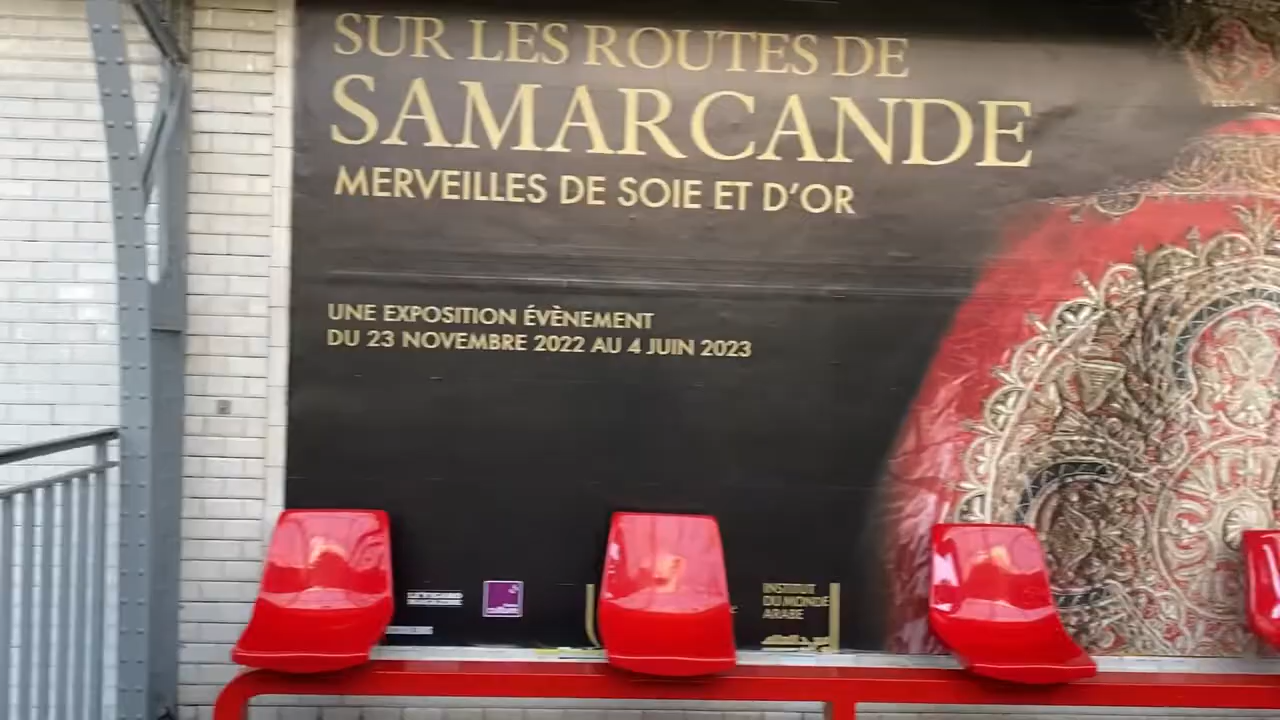 SUR LES ROUTES DE
SAMARCANDE
MERVEILLES DE SOIE ET D'OR
UNE EXPOSITION ÉVÈNEMENT
DU 23 NOVEMBRE 2022 AU 4 JUIN 2023
INSTITUT
DU MONDE
ARABE